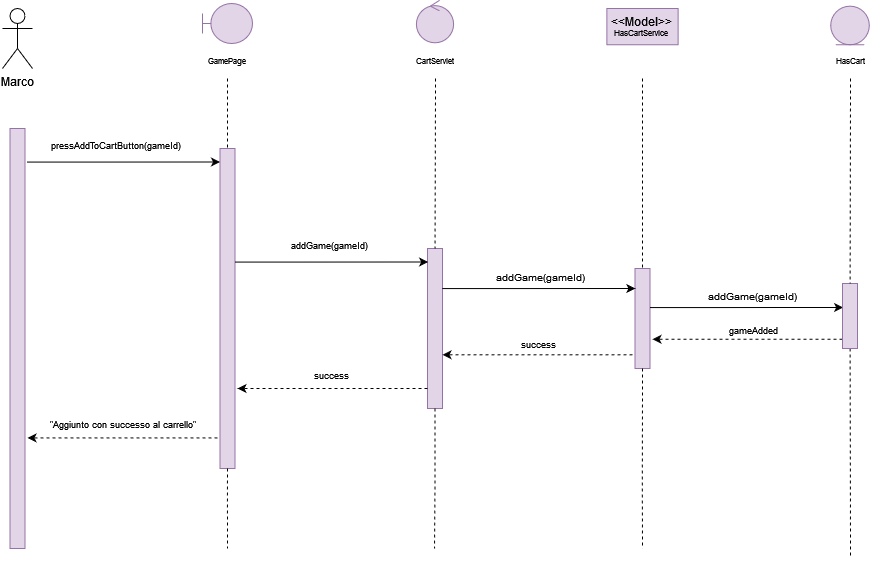 <<Model>>
HasCartService
GamePage
CartServlet
HasCart
Marco
pressAddToCartButton(gameId)
addGame(gameId)
addGame(gameId)
addGame(gameId)
gameAdded
success
success
"Aggiunto con successo al carrello"